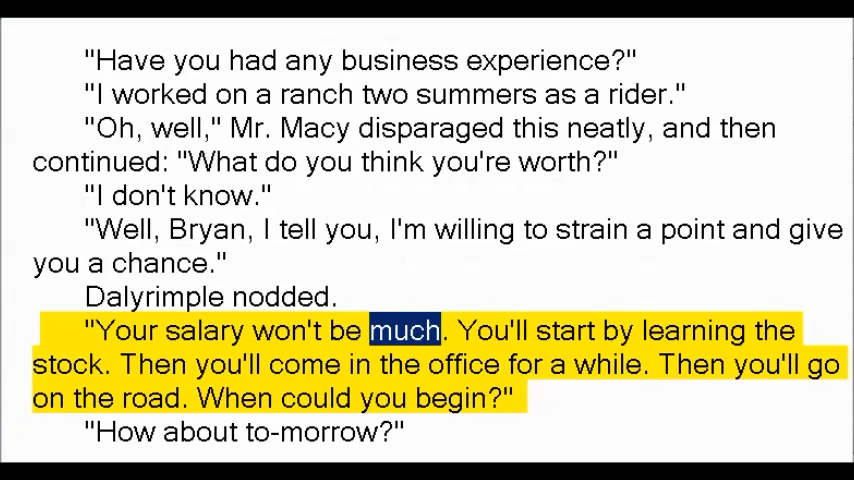 "Have you had any business experience?"
"I worked on a ranch two summers as a rider."
"Oh, well," Mr. Macy disparaged this neatly, and then
continued: "What do you think you're worth?"
"I don't know."
"Well, Bryan, I tell you, I'm willing to strain a point and give
you a chance."
Dalyrimple nodded.
"Your salary won't be much. You'll start by learning the
stock. Then you'll come in the office for a while. Then you'll go
on the road. When could you begin?"
"How about to-morrow?"